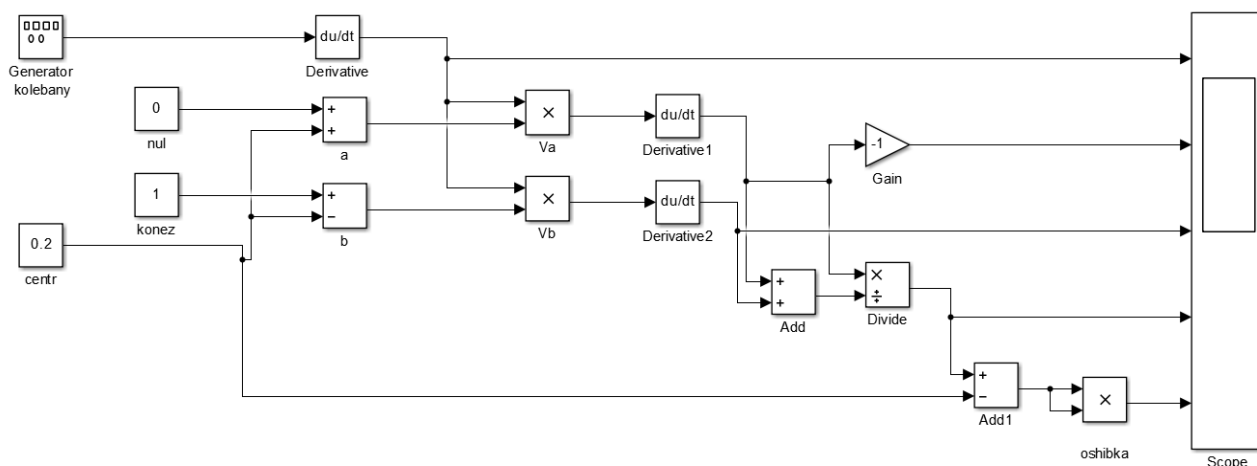 Generator
kolebany
du/dt
Derivative
0
nul
+
+
a
×
Va
du/dt
Derivative1
-1
Gain
1
konez
+
−
b
×
Vb
du/dt
Derivative2
0.2
centr
+
+
Add
×
÷
Divide
+
−
Add1
×
oshibka
Scope